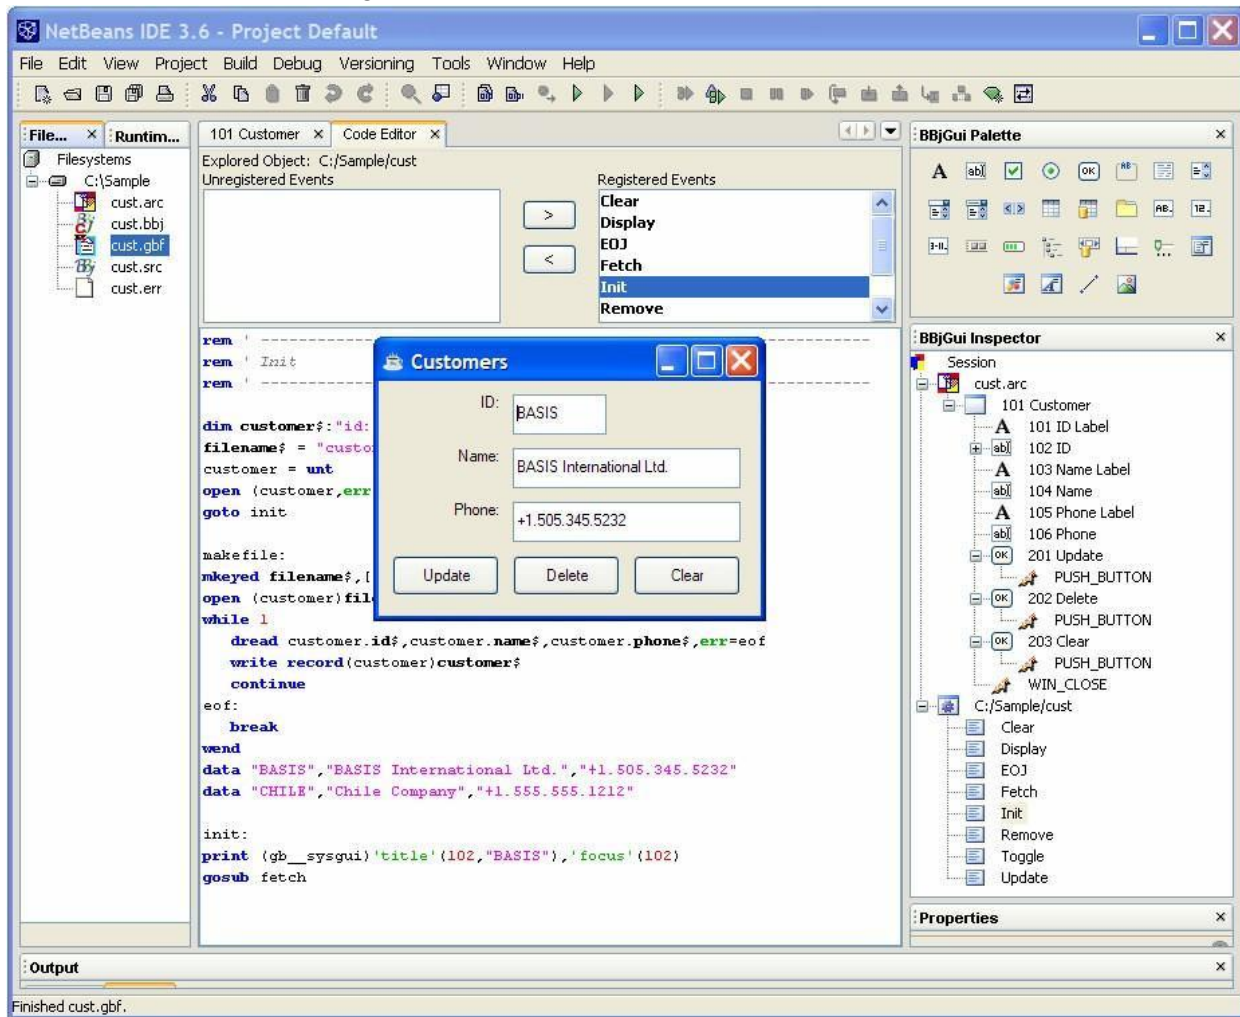 NetBeans IDE 3.6 - Project Default
File Edit View Project Build Debug Versioning Tools Window Help
File... × Runtim...
Filesystems
C:\Sample
cust.arc
cust.bbj
cust.gbf
cust.src
cust.err
101 Customer × Code Editor ×
Explored Object: C:/Sample/cust
Unregistered Events
Registered Events
>
<
Clear
Display
EOJ
Fetch
Init
Remove
rem ' 
rem ' Init
rem ' 
dim customer$:"id:
filename$ = "custo
customer = unt
open (customer,err
goto init
makefile:
mkeyed filename$,[
open (customer)fil
while 1
dread customer.id$,customer.name$,customer.phone$,err=eof
write record(customer)customer$
continue
eof:
break
wend
data "BASIS","BASIS International Ltd.","+1.505.345.5232"
data "CHILE","Chile Company","+1.555.555.1212"
init:
print (gb__sysgui)'title'(102,"BASIS"),'focus'(102)
gosub fetch
Customers
ID: BASIS
Name: BASIS International Ltd.
Phone: +1.505.345.5232
Update Delete Clear
BBjGui Palette ×
BBjGui Inspector ×
Session
cust.arc
101 Customer
A 101 ID Label
abl 102 ID
A 103 Name Label
abl 104 Name
A 105 Phone Label
abl 106 Phone
OK 201 Update
PUSH_BUTTON
OK 202 Delete
PUSH_BUTTON
OK 203 Clear
PUSH_BUTTON
WIN_CLOSE
C:/Sample/cust
Clear
Display
EOJ
Fetch
Init
Remove
Toggle
Update
Properties ×
Output ×
Finished cust.gbf.